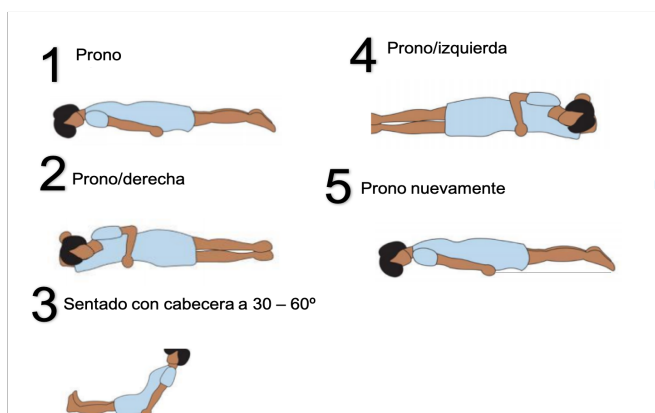 1 Prono
2 Prono/derecha
3 Sentado con cabecera a 30 – 60º
4 Prono/izquierda
5 Prono nuevamente